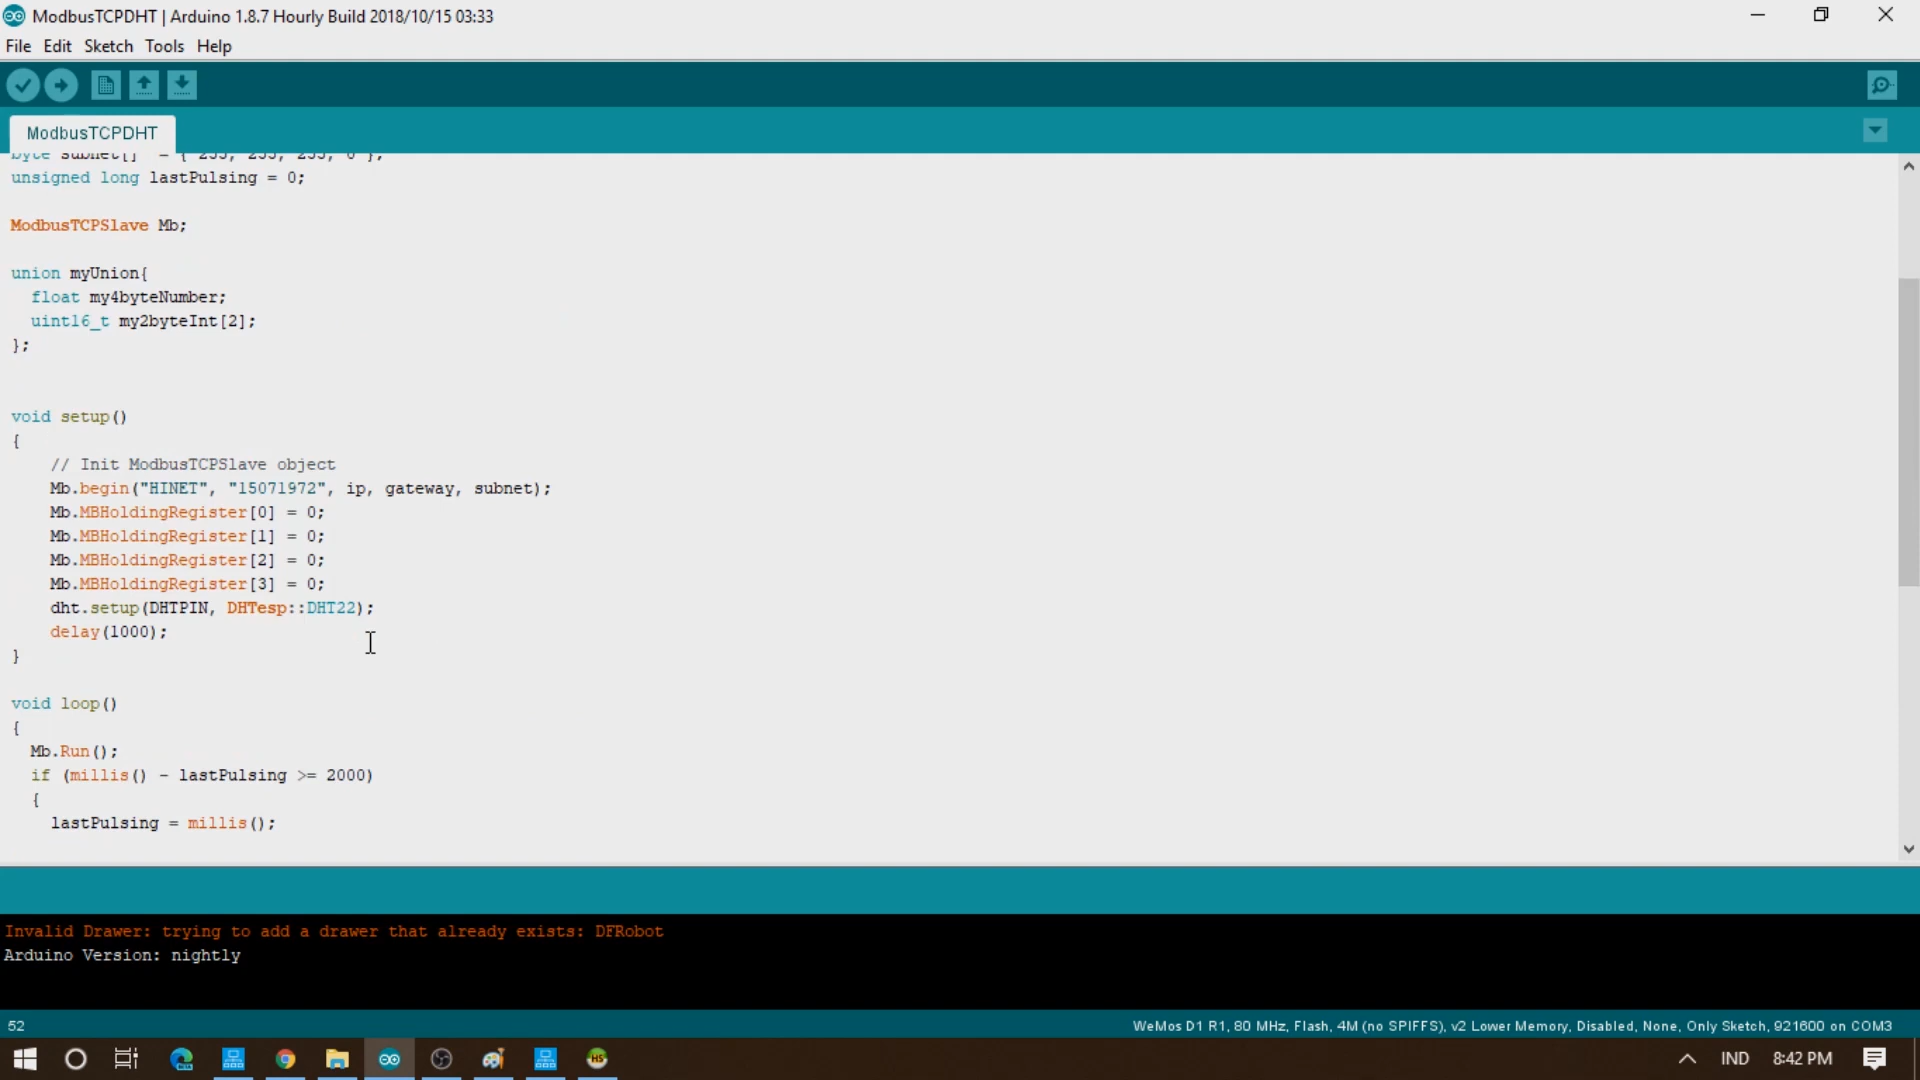 ModbusTCPDHT | Arduino 1.8.7 Hourly Build 2018/10/15 03:33
File Edit Sketch Tools Help
ModbusTCPDHT
byte subnet[] = { 255, 255, 255, 0 };
unsigned long lastPulsing = 0;
ModbusTCPSlave Mb;
union myUnion{
float my4byteNumber;
uint16_t my2byteInt[2];
};
void setup()
{
// Init ModbusTCPSlave object
Mb.begin("HINET", "15071972", ip, gateway, subnet);
Mb.MBHoldingRegister[0] = 0;
Mb.MBHoldingRegister[1] = 0;
Mb.MBHoldingRegister[2] = 0;
Mb.MBHoldingRegister[3] = 0;
dht.setup(DHTPIN, DHTesp::DHT22);
delay(1000);
}
void loop()
{
Mb.Run();
if (millis() - lastPulsing >= 2000)
{
lastPulsing = millis();
Invalid Drawer: trying to add a drawer that already exists: DFRobot
Arduino Version: nightly
52
WeMos D1 R1, 80 MHz, Flash, 4M (no SPIFFS), v2 Lower Memory, Disabled, None, Only Sketch, 921600 on COM3
HS
IND
8:42 PM